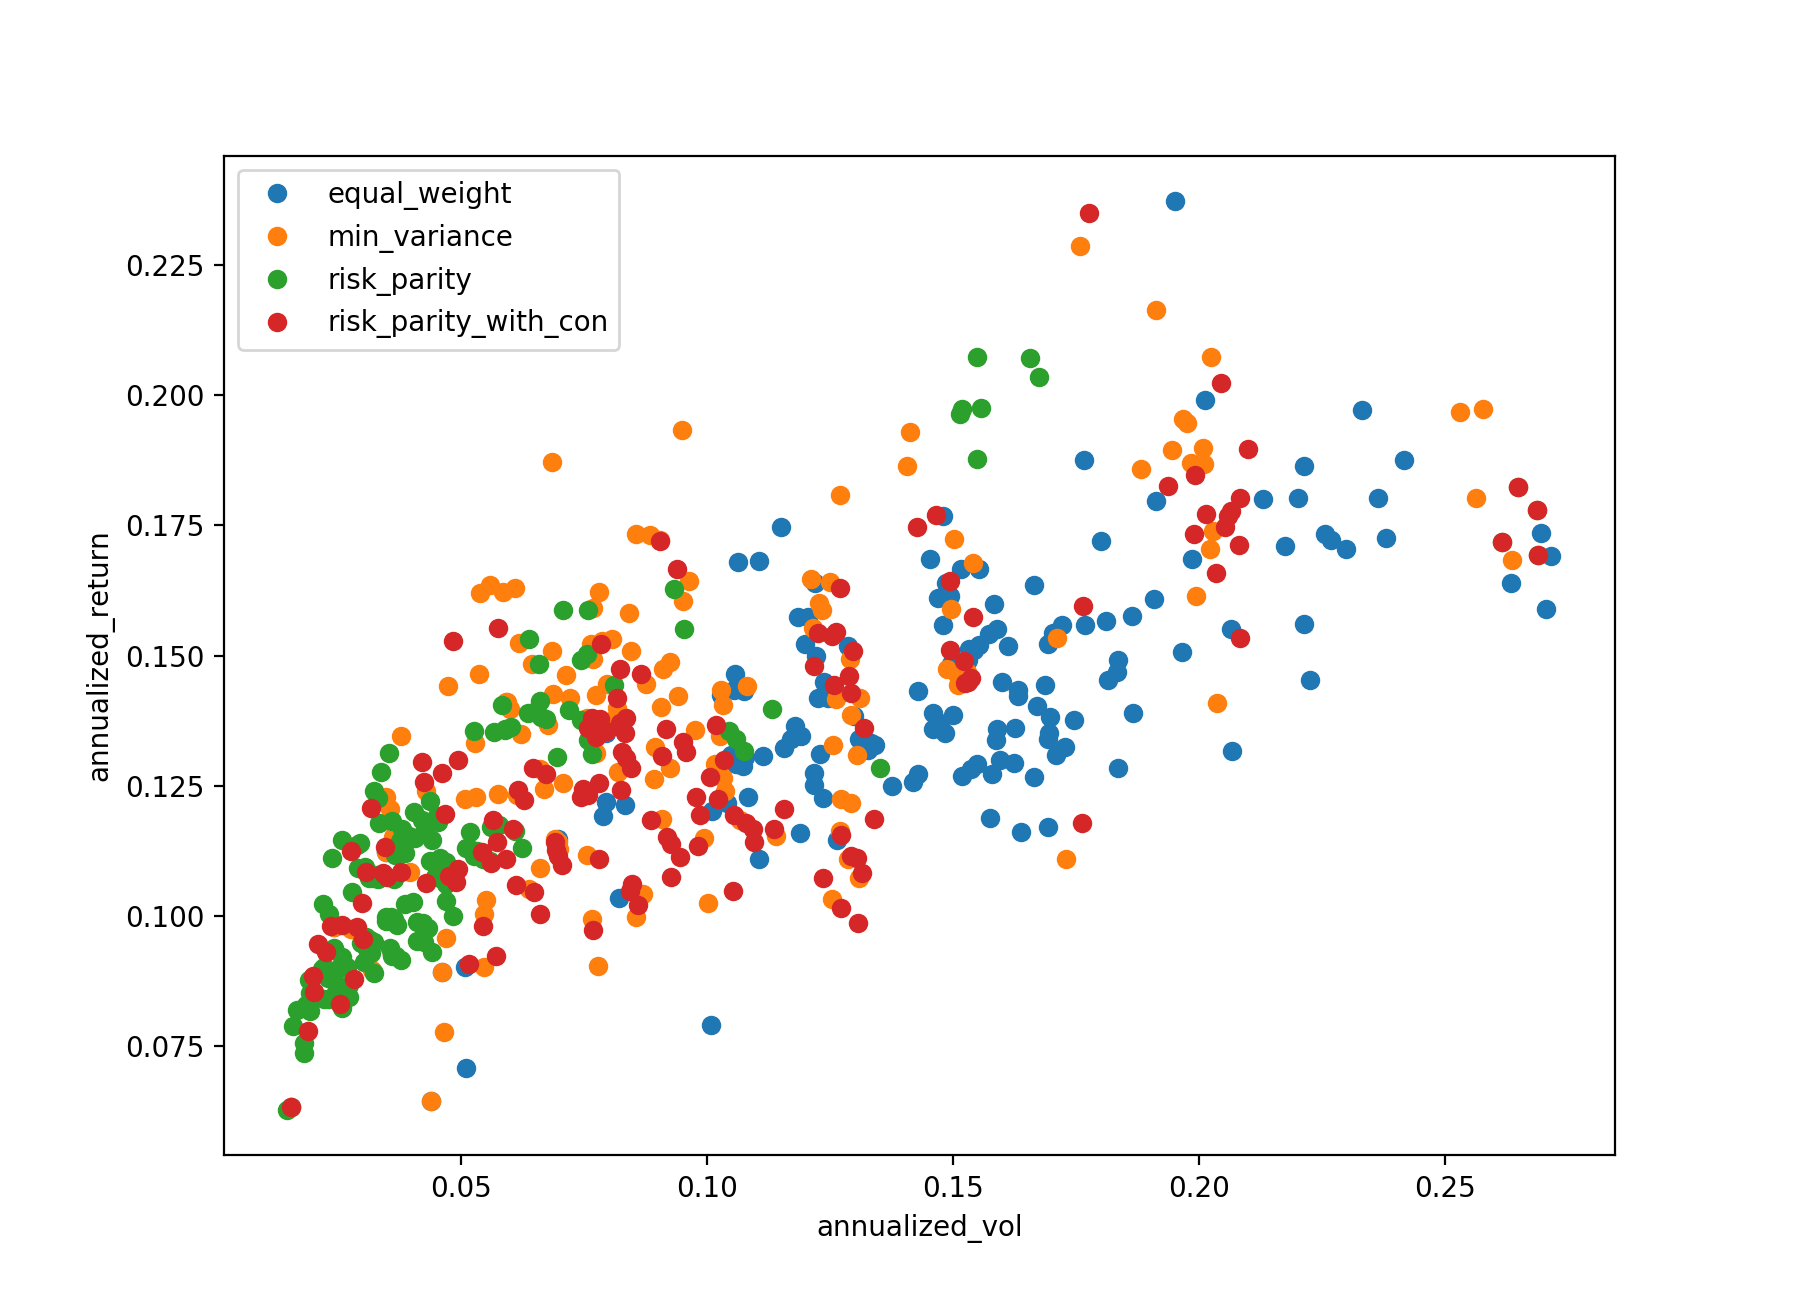 equal_weight
min_variance
risk_parity
risk_parity_with_con
0.225
0.200
0.175
0.150
0.125
0.100
0.075
annualized_return
0.05 0.10 0.15 0.20 0.25
annualized_vol